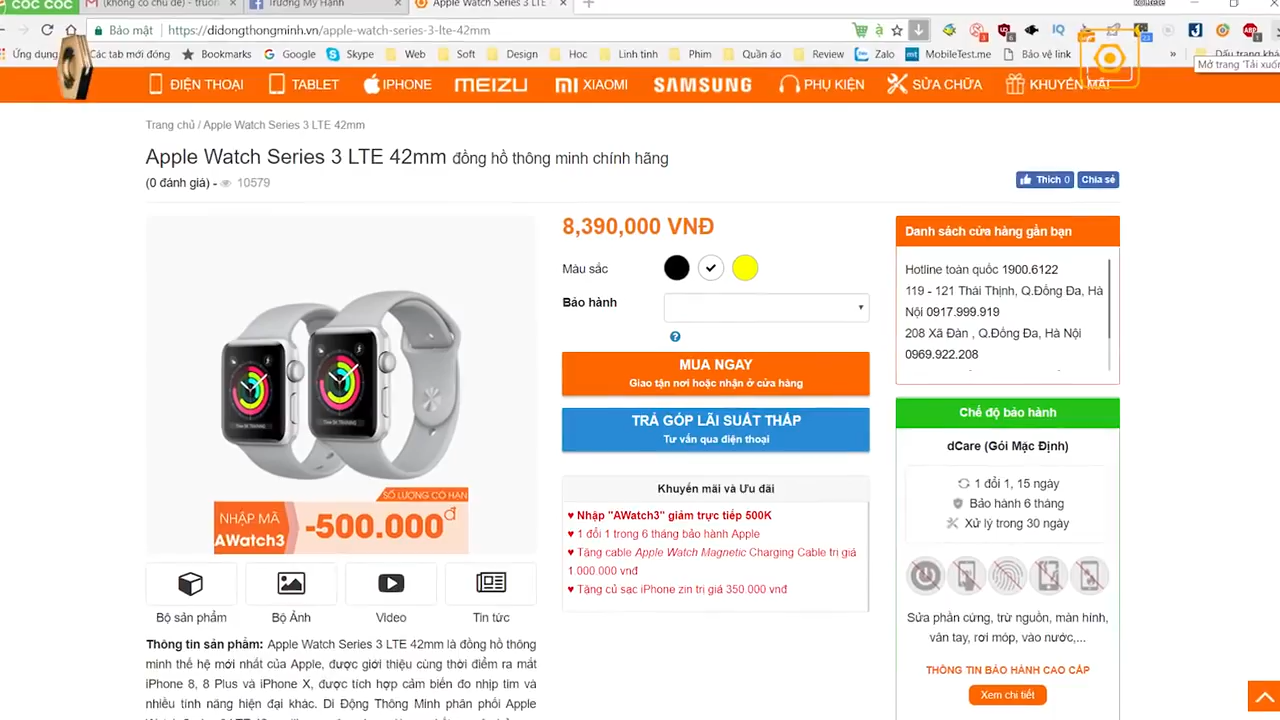 CỐC CỐC
(không có chủ đề) - truon
Trương Mỹ Hạnh
Apple Watch Series 3 LTE
Bảo mật
https://didongthongminh.vn/apple-watch-series-3-lte-42mm
Ứng dụng
Các tab mới đóng
Bookmarks
Google
Skype
Web
Soft
Design
Hoc
Linh tinh
Phim
Quần áo
Review
Zalo
MobileTest.me
Bảo vệ link
»
Dấu trang khá
Mở trang 'Tải xuốn
ĐIỆN THOẠI
TABLET
IPHONE
MEIZU
XIAOMI
SAMSUNG
PHỤ KIỆN
SỬA CHỮA
KHUYẾN MÃI
Trang chủ / Apple Watch Series 3 LTE 42mm
Apple Watch Series 3 LTE 42mm đồng hồ thông minh chính hãng
(0 đánh giá) - 10579
Thích 0
Chia sẻ
SỐ LƯỢNG CÓ HẠN
NHẬP MÃ
AWatch3
-500.000đ
Bộ sản phẩm
Bộ Ảnh
Video
Tin tức
Thông tin sản phẩm: Apple Watch Series 3 LTE 42mm là đồng hồ thông
minh thế hệ mới nhất của Apple, được giới thiệu cùng thời điểm ra mắt
iPhone 8, 8 Plus và iPhone X, được tích hợp cảm biến đo nhịp tim và
nhiều tính năng hiện đại khác. Di Động Thông Minh phân phối Apple
8,390,000 VNĐ
Màu sắc
Bảo hành
MUA NGAY
Giao tận nơi hoặc nhận ở cửa hàng
TRẢ GÓP LÃI SUẤT THẤP
Tư vấn qua điện thoại
Khuyến mãi và Ưu đãi
♥ Nhập "AWatch3" giảm trực tiếp 500K
♥ 1 đổi 1 trong 6 tháng bảo hành Apple
♥ Tặng cable Apple Watch Magnetic Charging Cable trị giá
1.000.000 vnđ
♥ Tặng củ sạc iPhone zin trị giá 350.000 vnđ
Danh sách cửa hàng gần bạn
Hotline toàn quốc 1900.6122
119 - 121 Thái Thịnh, Q.Đống Đa, Hà
Nội 0917.999.919
208 Xã Đàn , Q.Đống Đa, Hà Nội
0969.922.208
Chế độ bảo hành
dCare (Gói Mặc Định)
1 đổi 1, 15 ngày
Bảo hành 6 tháng
Xử lý trong 30 ngày
Sửa phần cứng, trừ nguồn, màn hình,
vân tay, rơi móp, vào nước,...
THÔNG TIN BẢO HÀNH CAO CẤP
Xem chi tiết